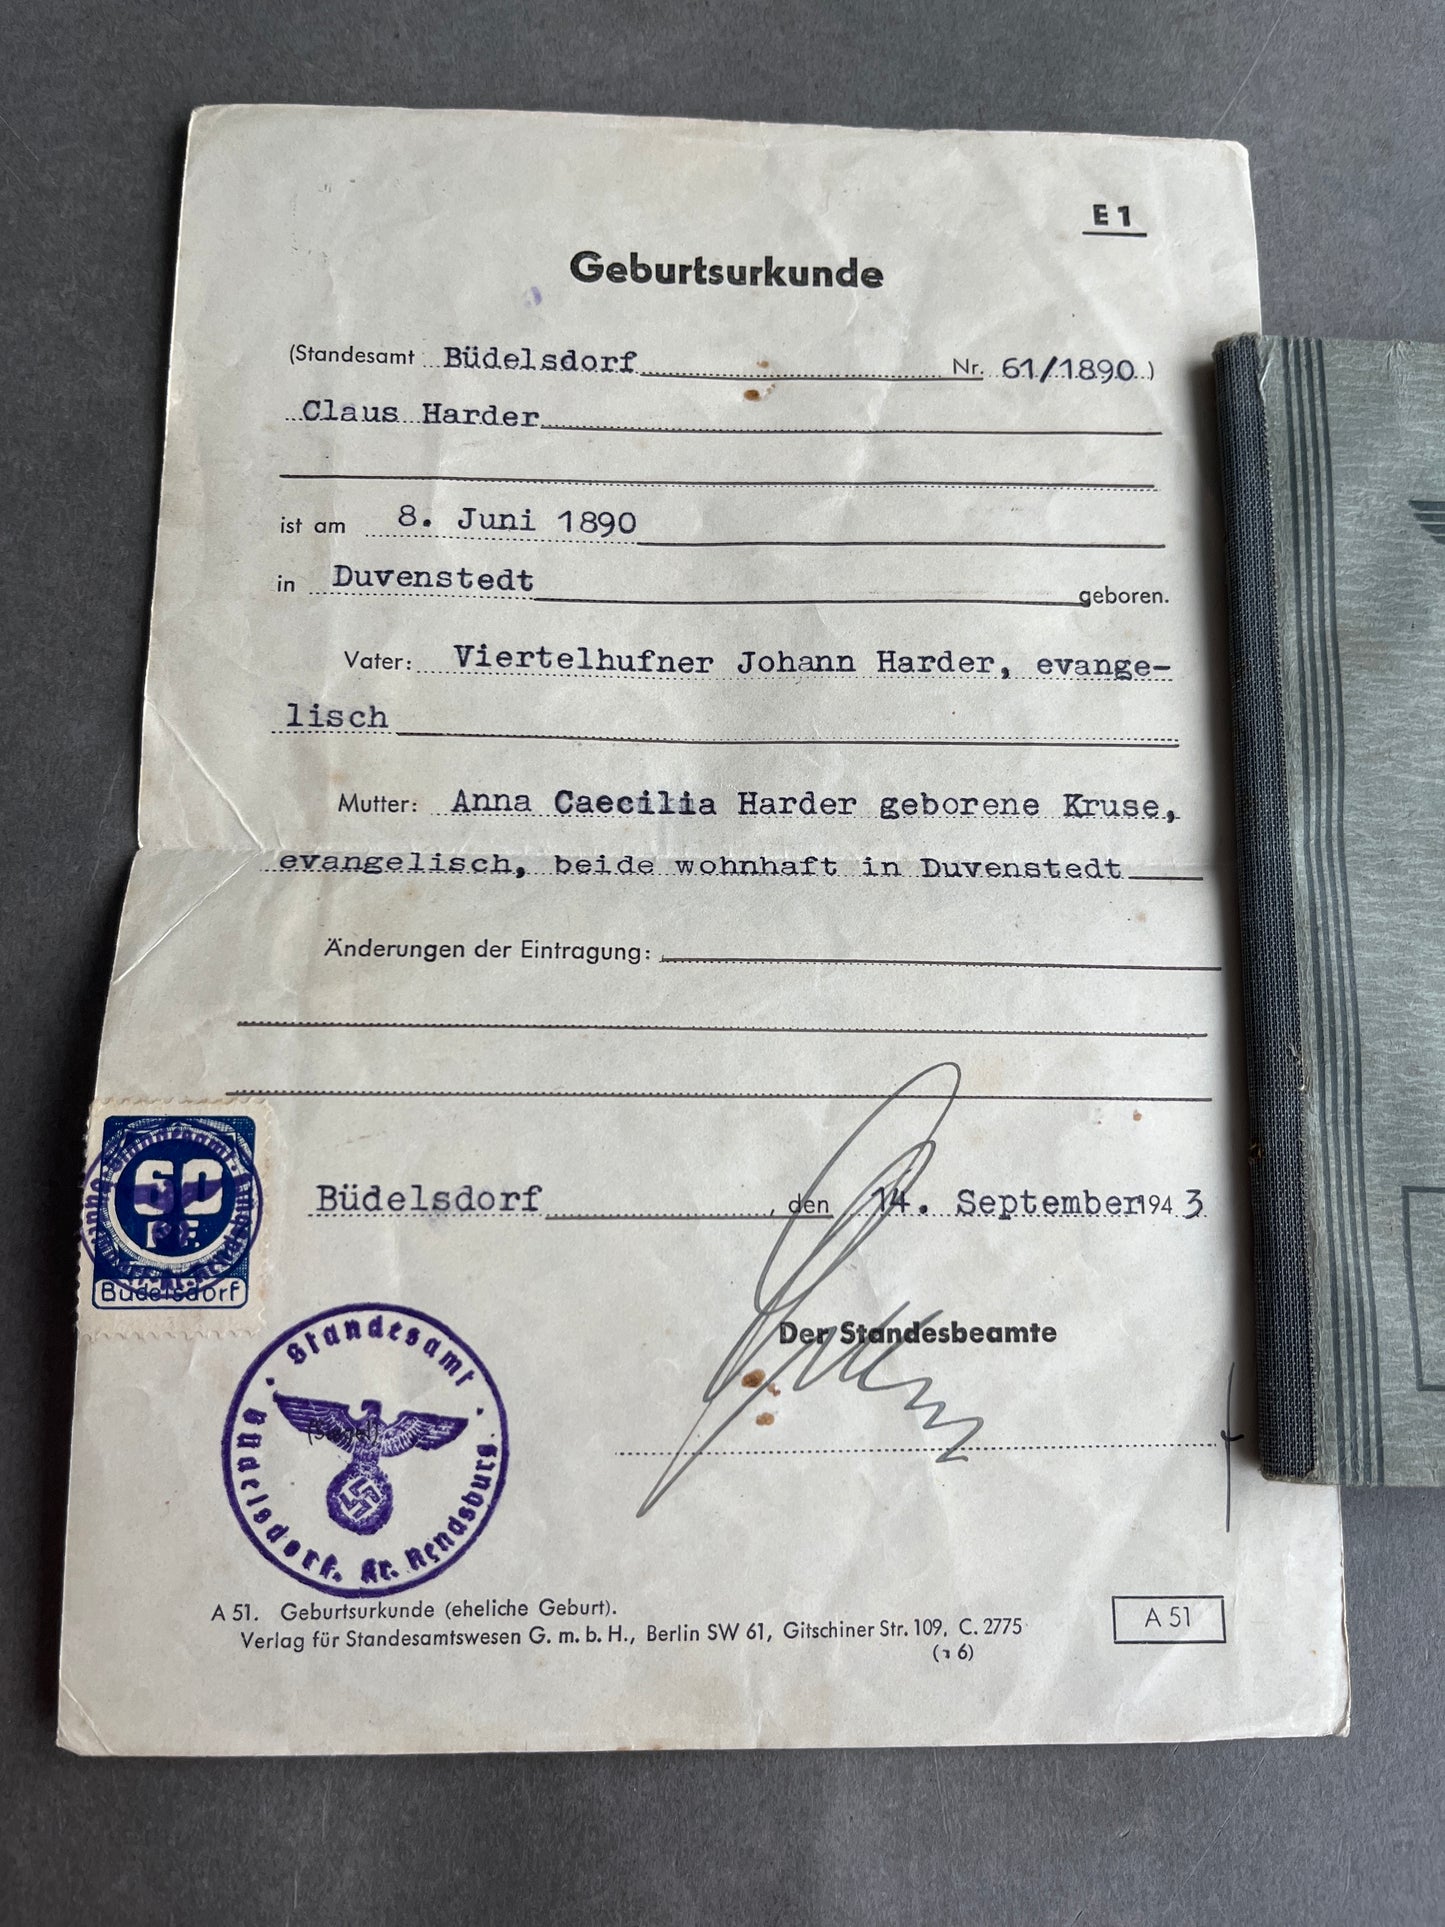 E 1
Geburtsurkunde
(Standesamt Büdelsdorf Nr. 61/1890)
Claus Harder
ist am 8. Juni 1890
in Duvenstedt geboren.
Vater: Viertelhufner Johann Harder, evange-
lisch
Mutter: Anna Caecilia Harder geborene Kruse,
evangelisch, beide wohnhaft in Duvenstedt
Änderungen der Eintragung:
60
PF.
Büdelsdorf
Büdelsdorf, den 14. September 1943
Der Standesbeamte
(Siegel)
Standesamt
Büdelsdorf. Kr. Rendsburg
A 51. Geburtsurkunde (eheliche Geburt).
Verlag für Standesamtswesen G. m. b. H., Berlin SW 61, Gitschiner Str. 109, C. 2775
A 51